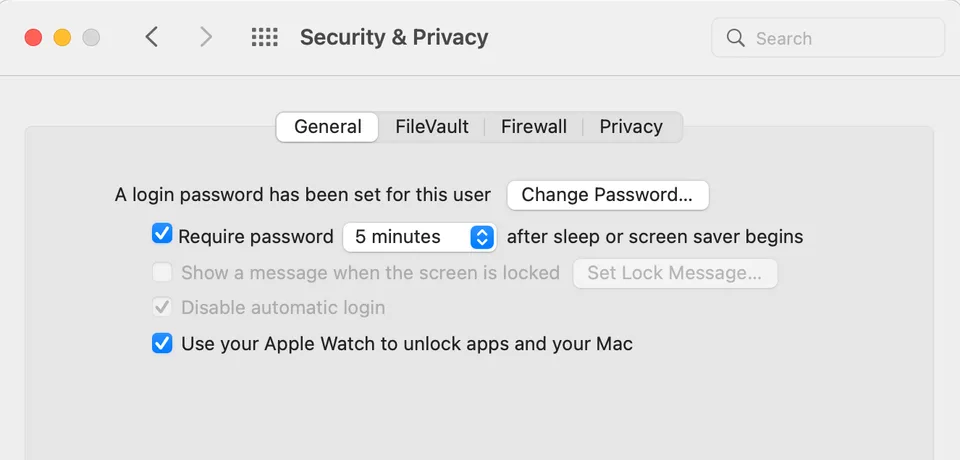 Security & Privacy
Search
General FileVault Firewall Privacy
A login password has been set for this user Change Password...
Require password 5 minutes after sleep or screen saver begins
Show a message when the screen is locked Set Lock Message...
Disable automatic login
Use your Apple Watch to unlock apps and your Mac